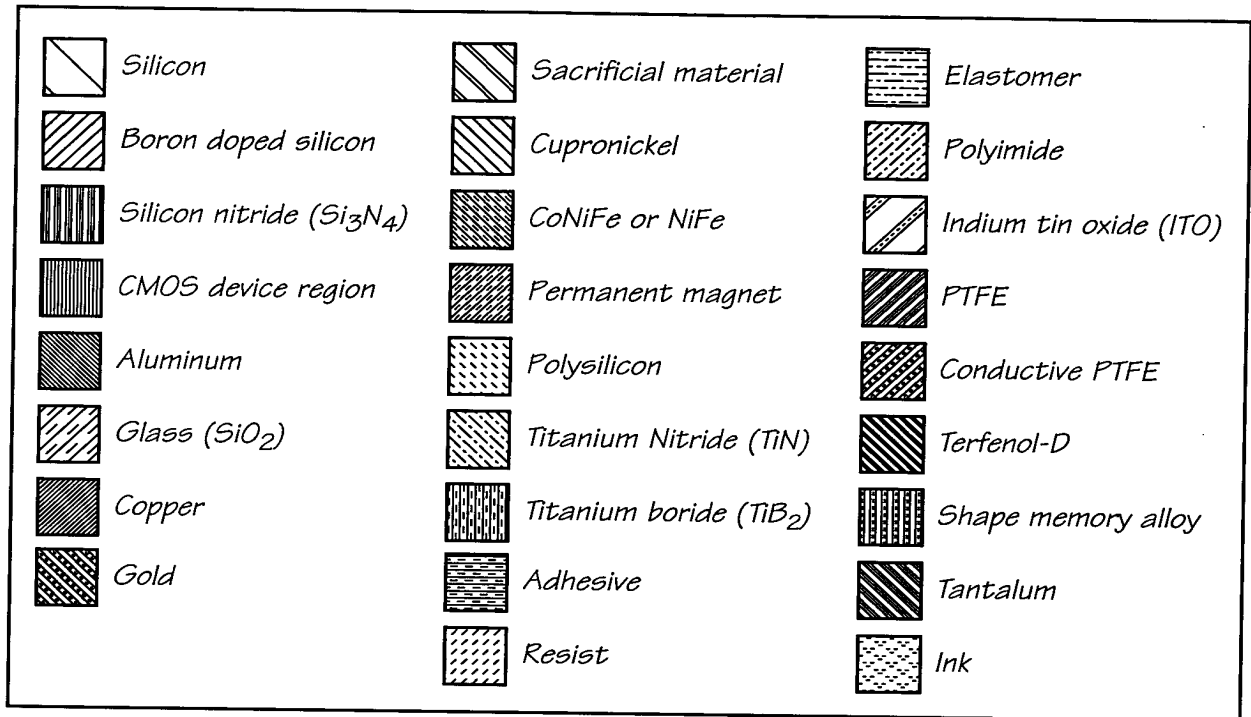 Silicon
Boron doped silicon
Silicon nitride (Si₃N₄)
CMOS device region
Aluminum
Glass (SiO₂)
Copper
Gold
Sacrificial material
Cupronickel
CoNiFe or NiFe
Permanent magnet
Polysilicon
Titanium Nitride (TiN)
Titanium boride (TiB₂)
Adhesive
Resist
Elastomer
Polyimide
Indium tin oxide (ITO)
PTFE
Conductive PTFE
Terfenol-D
Shape memory alloy
Tantalum
Ink